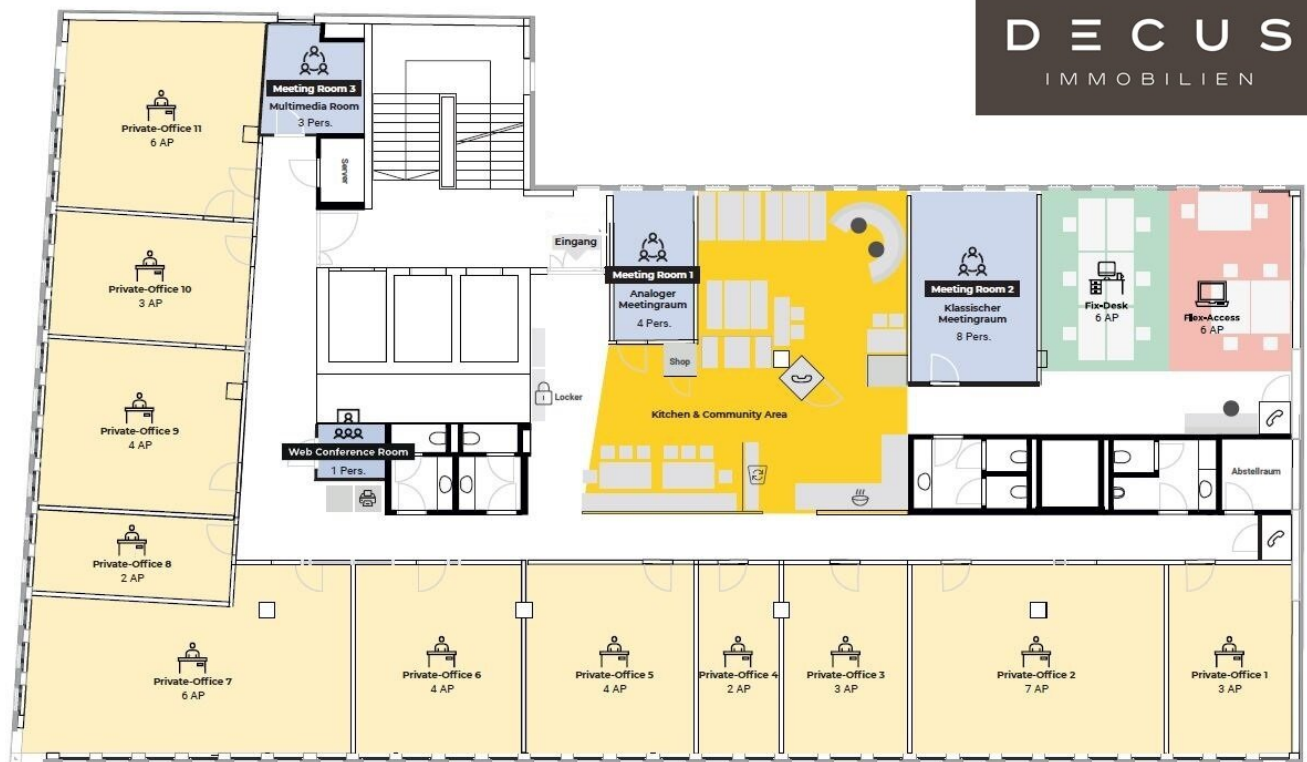 DECUS
IMMOBILIEN
Meeting Room 3
Multimedia Room
3 Pers.
Private-Office 11
6 AP
Server
Eingang
Meeting Room 1
Analoger
Meetingraum
4 Pers.
Meeting Room 2
Klassischer
Meetingraum
8 Pers.
Fix-Desk
6 AP
Flex-Access
6 AP
Private-Office 10
3 AP
Shop
Locker
Kitchen & Community Area
Private-Office 9
4 AP
Web Conference Room
1 Pers.
Abstellraum
Private-Office 8
2 AP
Private-Office 7
6 AP
Private-Office 6
4 AP
Private-Office 5
4 AP
Private-Office 4
2 AP
Private-Office 3
3 AP
Private-Office 2
7 AP
Private-Office 1
3 AP